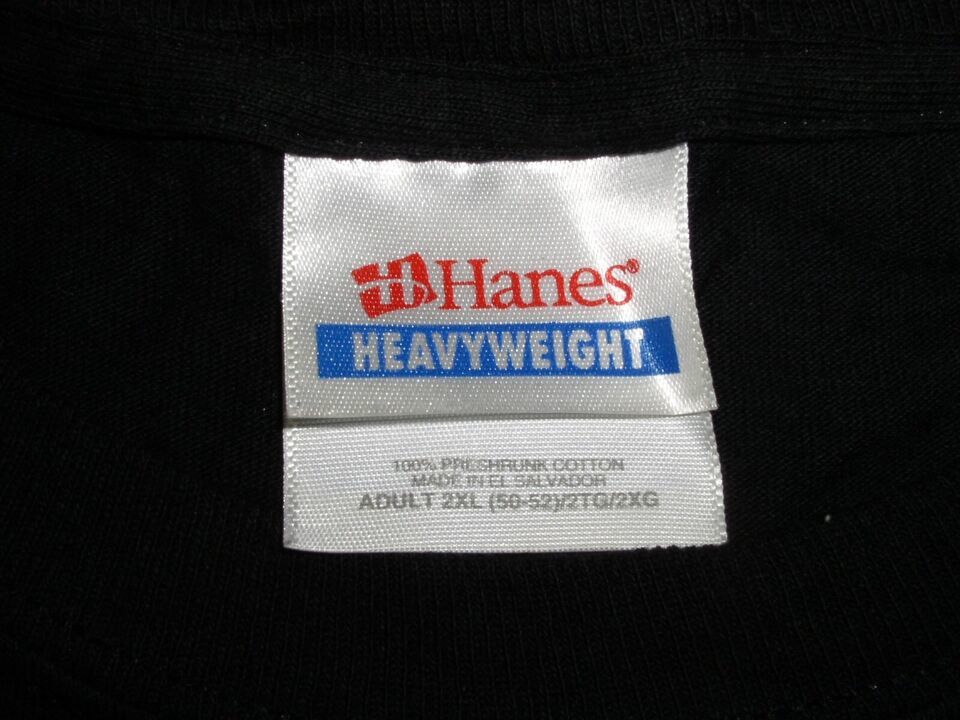 Hanes®
HEAVYWEIGHT
100% PRESHRUNK COTTON
MADE IN EL SALVADOR
ADULT 2XL (50-52)/2TG/2XG